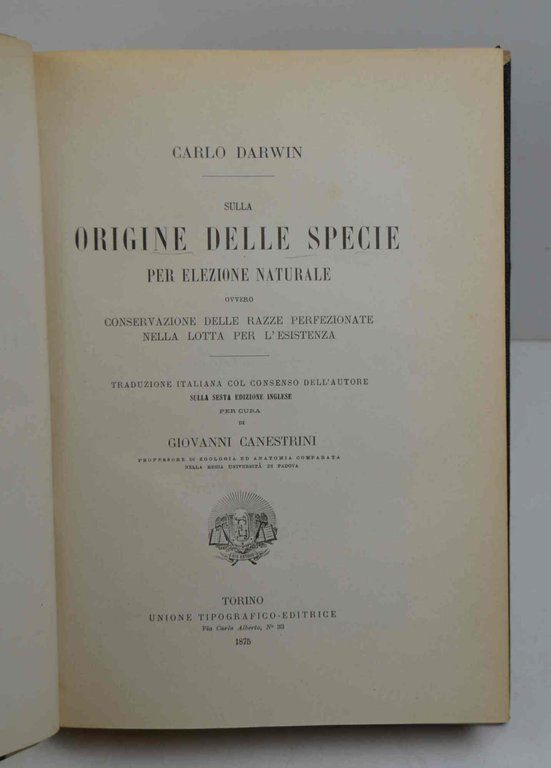 CARLO DARWIN
SULLA
ORIGINE DELLE SPECIE
PER ELEZIONE NATURALE
OVVERO
CONSERVAZIONE DELLE RAZZE PERFEZIONATE
NELLA LOTTA PER L'ESISTENZA
TRADUZIONE ITALIANA COL CONSENSO DELL'AUTORE
SULLA SESTA EDIZIONE INGLESE
PER CURA
DI
GIOVANNI CANESTRINI
PROFESSORE DI ZOOLOGIA ED ANATOMIA COMPARATA
NELLA REGIA UNIVERSITÀ DI PADOVA
TORINO
UNIONE TIPOGRAFICO-EDITRICE
Via Carlo Alberto, Nº 33
1875